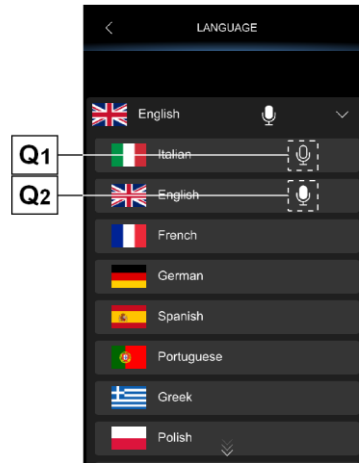 LANGUAGE
English
Q1 Italian
Q2 English
French
German
Spanish
Portuguese
Greek
Polish